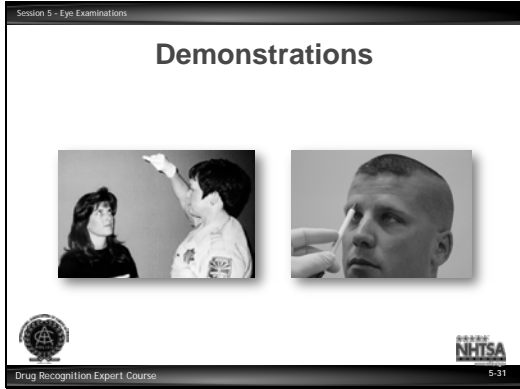 Session 5 - Eye Examinations
Demonstrations
NHTSA
Drug Recognition Expert Course
5-31